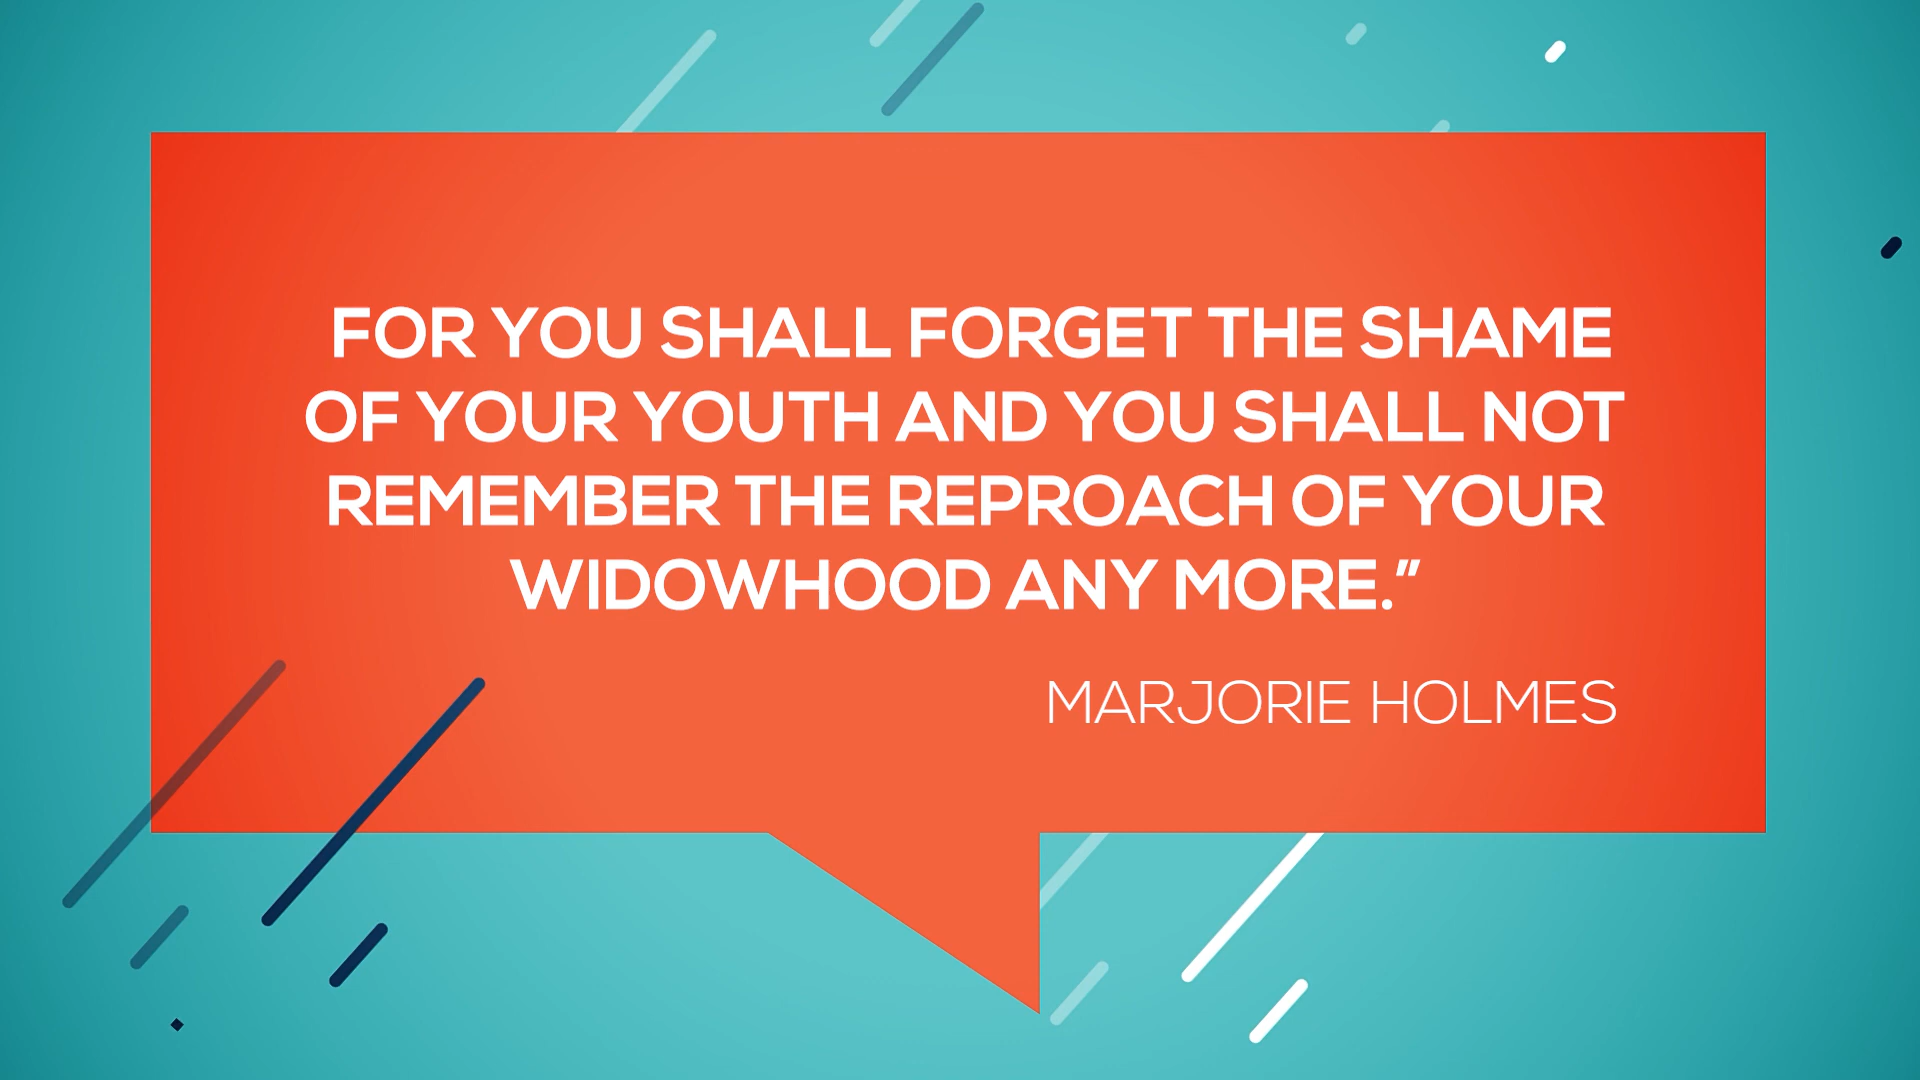 FOR YOU SHALL FORGET THE SHAME
OF YOUR YOUTH AND YOU SHALL NOT
REMEMBER THE REPROACH OF YOUR
WIDOWHOOD ANY MORE.”
MARJORIE HOLMES